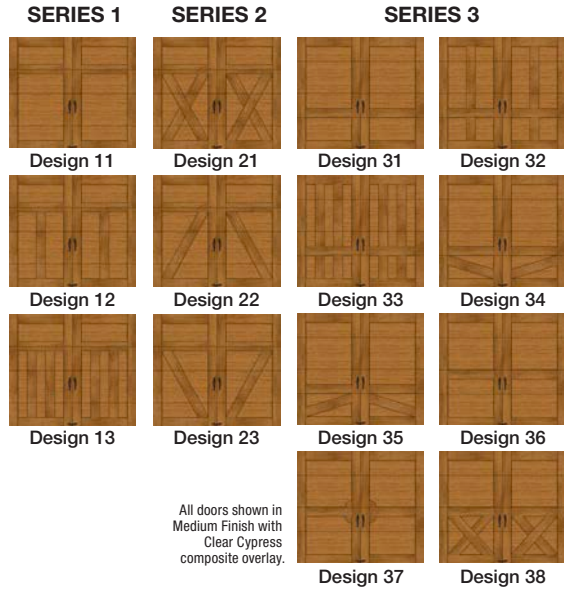 SERIES 1
SERIES 2
SERIES 3
Design 11
Design 21
Design 31
Design 32
Design 12
Design 22
Design 33
Design 34
Design 13
Design 23
Design 35
Design 36
All doors shown in
Medium Finish with
Clear Cypress
composite overlay.
Design 37
Design 38